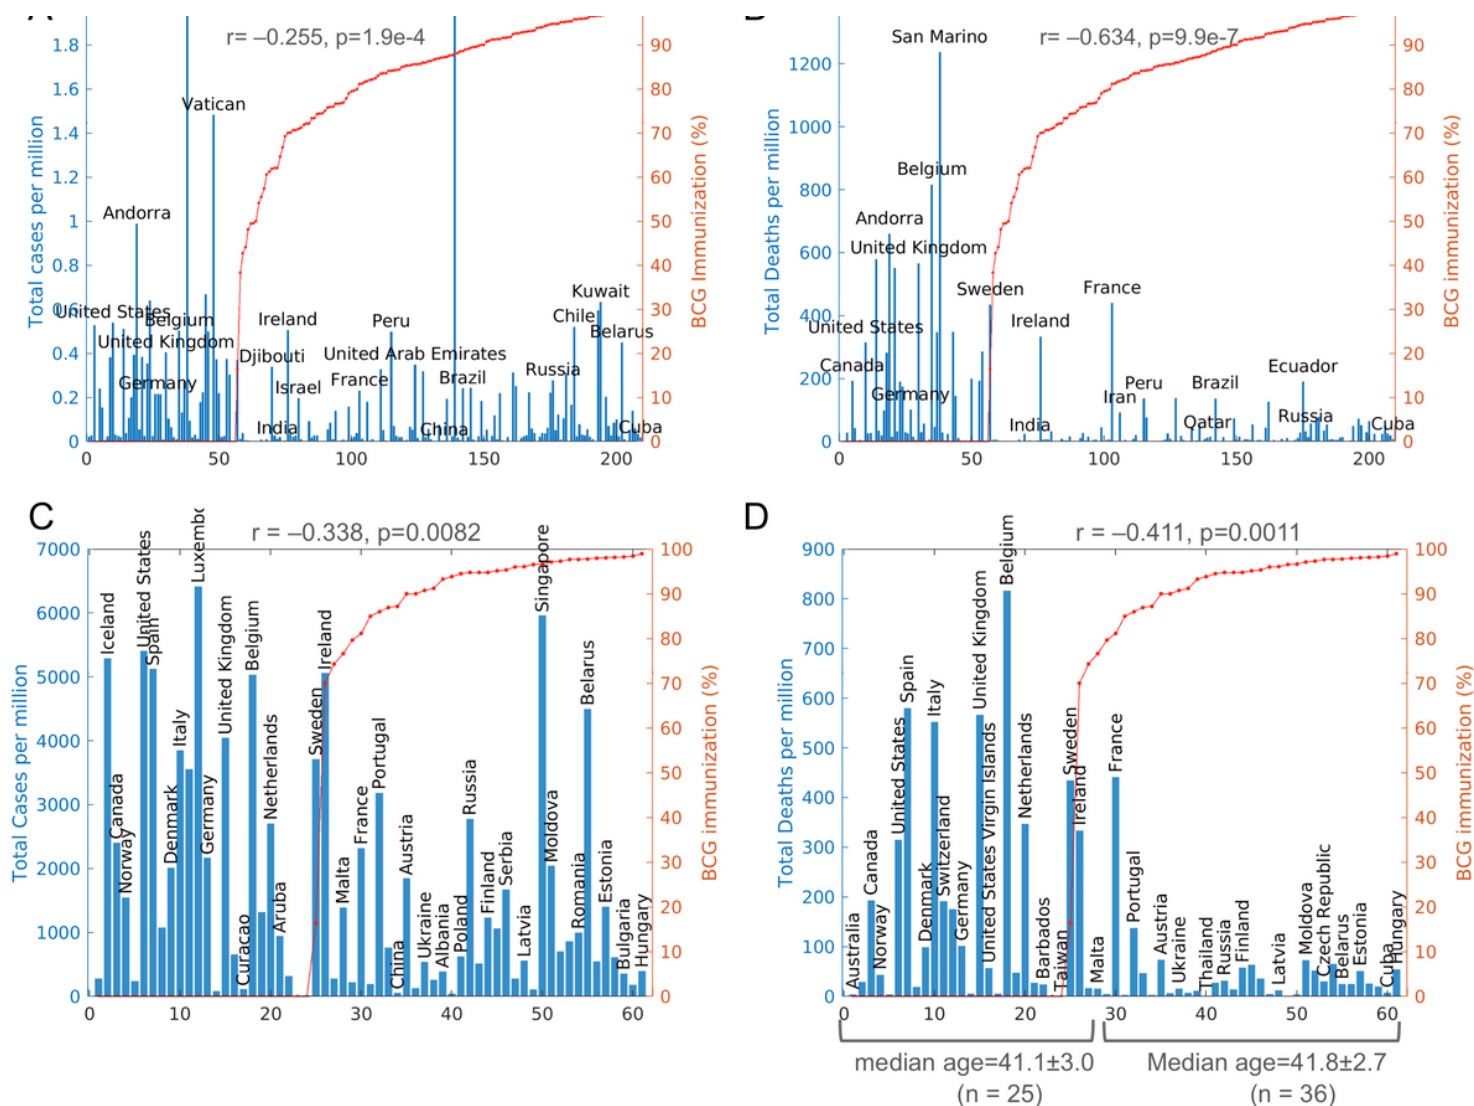 A
r= –0.255, p=1.9e-4
Total cases per million
BCG Immunization (%)
1.8
1.6
1.4
1.2
1
0.8
0.6
0.4
0.2
0
90
80
70
60
50
40
30
20
10
0
0 50 100 150 200
Vatican
Andorra
United States
Belgium
United Kingdom
Germany
Djibouti
Ireland
Israel
India
Peru
United Arab Emirates
France
Brazil
China
Kuwait
Chile
Belarus
Russia
Cuba
B
r= –0.634, p=9.9e-7
Total Deaths per million
BCG immunization (%)
1200
1000
800
600
400
200
0
90
80
70
60
50
40
30
20
10
0
0 50 100 150 200
San Marino
Belgium
Andorra
United Kingdom
Sweden
United States
Canada
Germany
Ireland
India
France
Iran
Peru
Brazil
Qatar
Ecuador
Russia
Cuba
C
r = –0.338, p=0.0082
Total Cases per million
BCG immunization (%)
7000
6000
5000
4000
3000
2000
1000
0
100
90
80
70
60
50
40
30
20
10
0
0 10 20 30 40 50 60
Iceland
Canada
Norway
United States
Spain
Denmark
Italy
Luxembo
Germany
United Kingdom
Curacao
Belgium
Netherlands
Aruba
Sweden
Ireland
Malta
France
Portugal
China
Austria
Ukraine
Albania
Poland
Russia
Finland
Serbia
Latvia
Singapore
Moldova
Romania
Belarus
Estonia
Bulgaria
Hungary
D
r = –0.411, p=0.0011
Total Deaths per million
BCG immunization (%)
900
800
700
600
500
400
300
200
100
0
100
90
80
70
60
50
40
30
20
10
0
0 10 20 30 40 50 60
Australia
Canada
Norway
United States
Spain
Denmark
Italy
Switzerland
Germany
United Kingdom
United States Virgin Islands
Belgium
Netherlands
Barbados
Taiwan
Sweden
Ireland
Malta
France
Portugal
Austria
Ukraine
Thailand
Russia
Finland
Latvia
Moldova
Czech Republic
Belarus
Estonia
Cuba
Hungary
median age=41.1±3.0
(n = 25)
Median age=41.8±2.7
(n = 36)